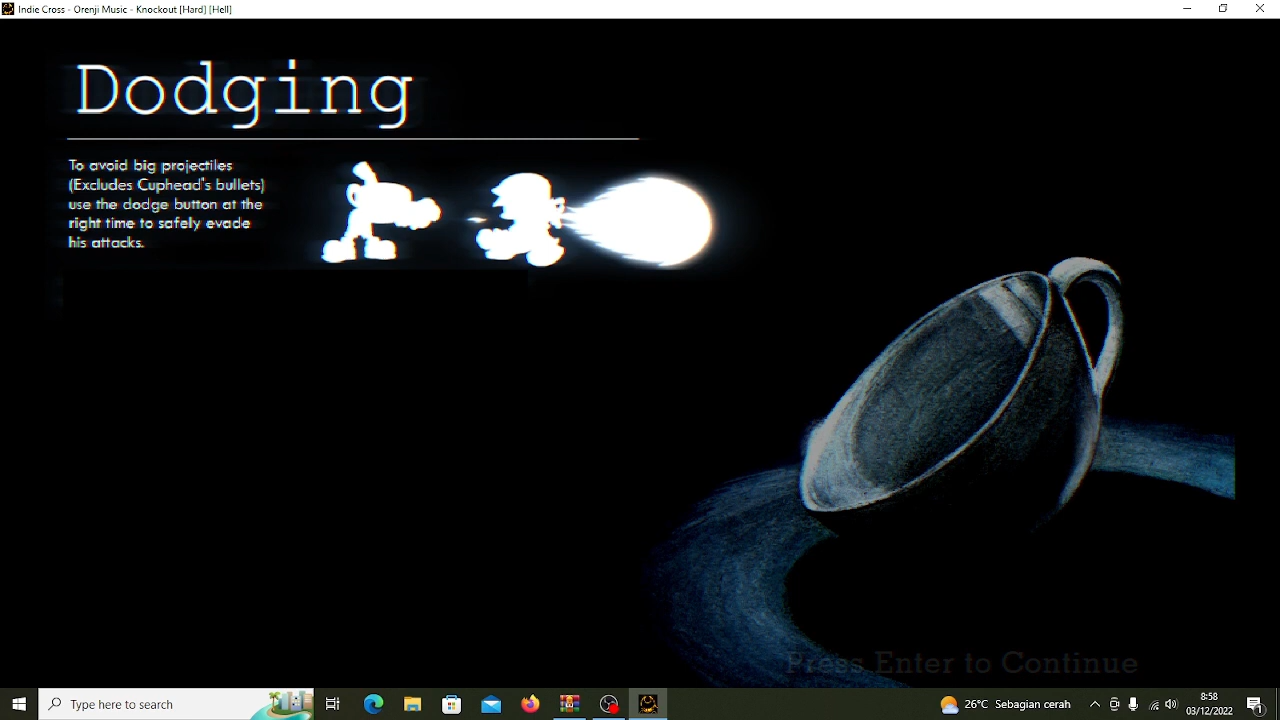 Indie Cross - Orenji Music - Knockout [Hard] [Hell]
Dodging
To avoid big projectiles
(Excludes Cuphead's bullets)
use the dodge button at the
right time to safely evade
his attacks.
Press Enter to Continue
Type here to search
26°C Sebagian cerah
8:58
03/12/2022
1